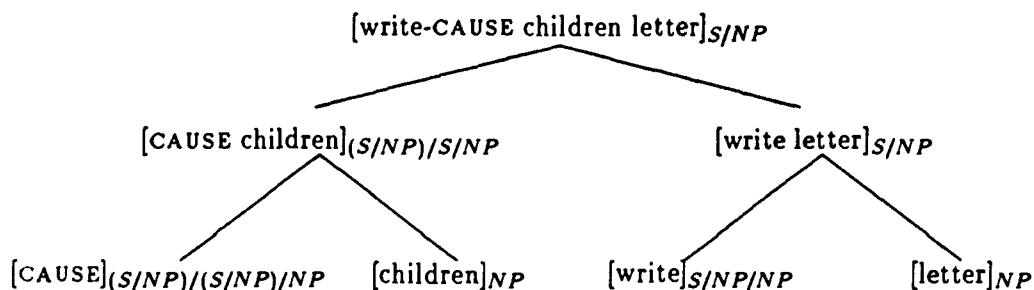 [write-CAUSE children letter]S/NP
[CAUSE children](S/NP)/S/NP [write letter]S/NP
[CAUSE](S/NP)/(S/NP)/NP [children]NP [write]S/NP/NP [letter]NP